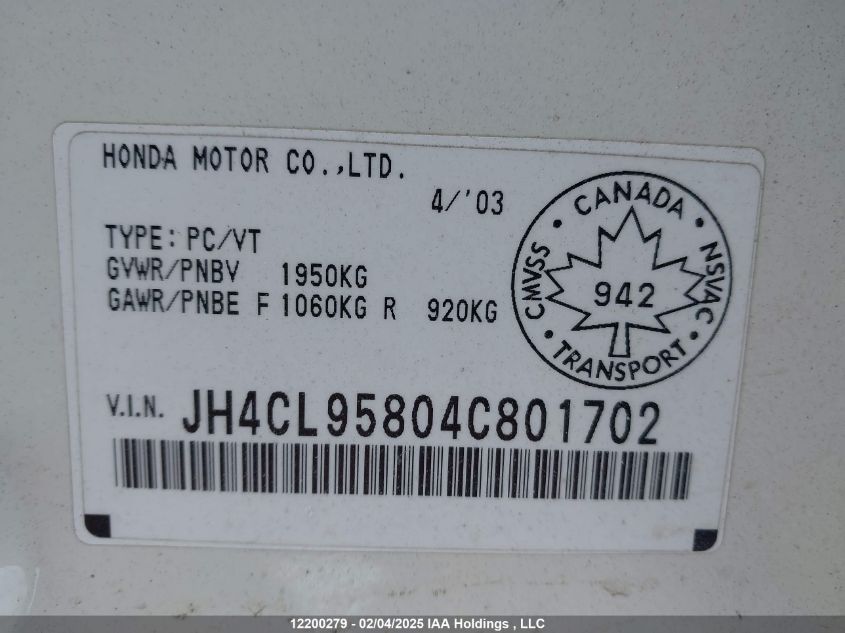 HONDA MOTOR CO.,LTD.
4/'03
TYPE: PC/VT
GVWR/PNBV 1950KG
GAWR/PNBE F 1060KG R 920KG
CANADA
CMVSS
942
NSVAC
TRANSPORT
V.I.N. JH4CL95804C801702
12200279 - 02/04/2025 IAA Holdings , LLC